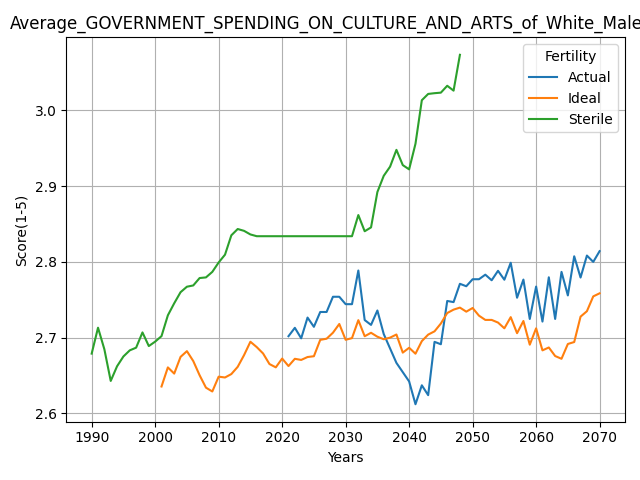 Average_GOVERNMENT_SPENDING_ON_CULTURE_AND_ARTS_of_White_Male
Fertility
Actual
Ideal
Sterile
Score(1-5)
3.0
2.9
2.8
2.7
2.6
1990 2000 2010 2020 2030 2040 2050 2060 2070
Years